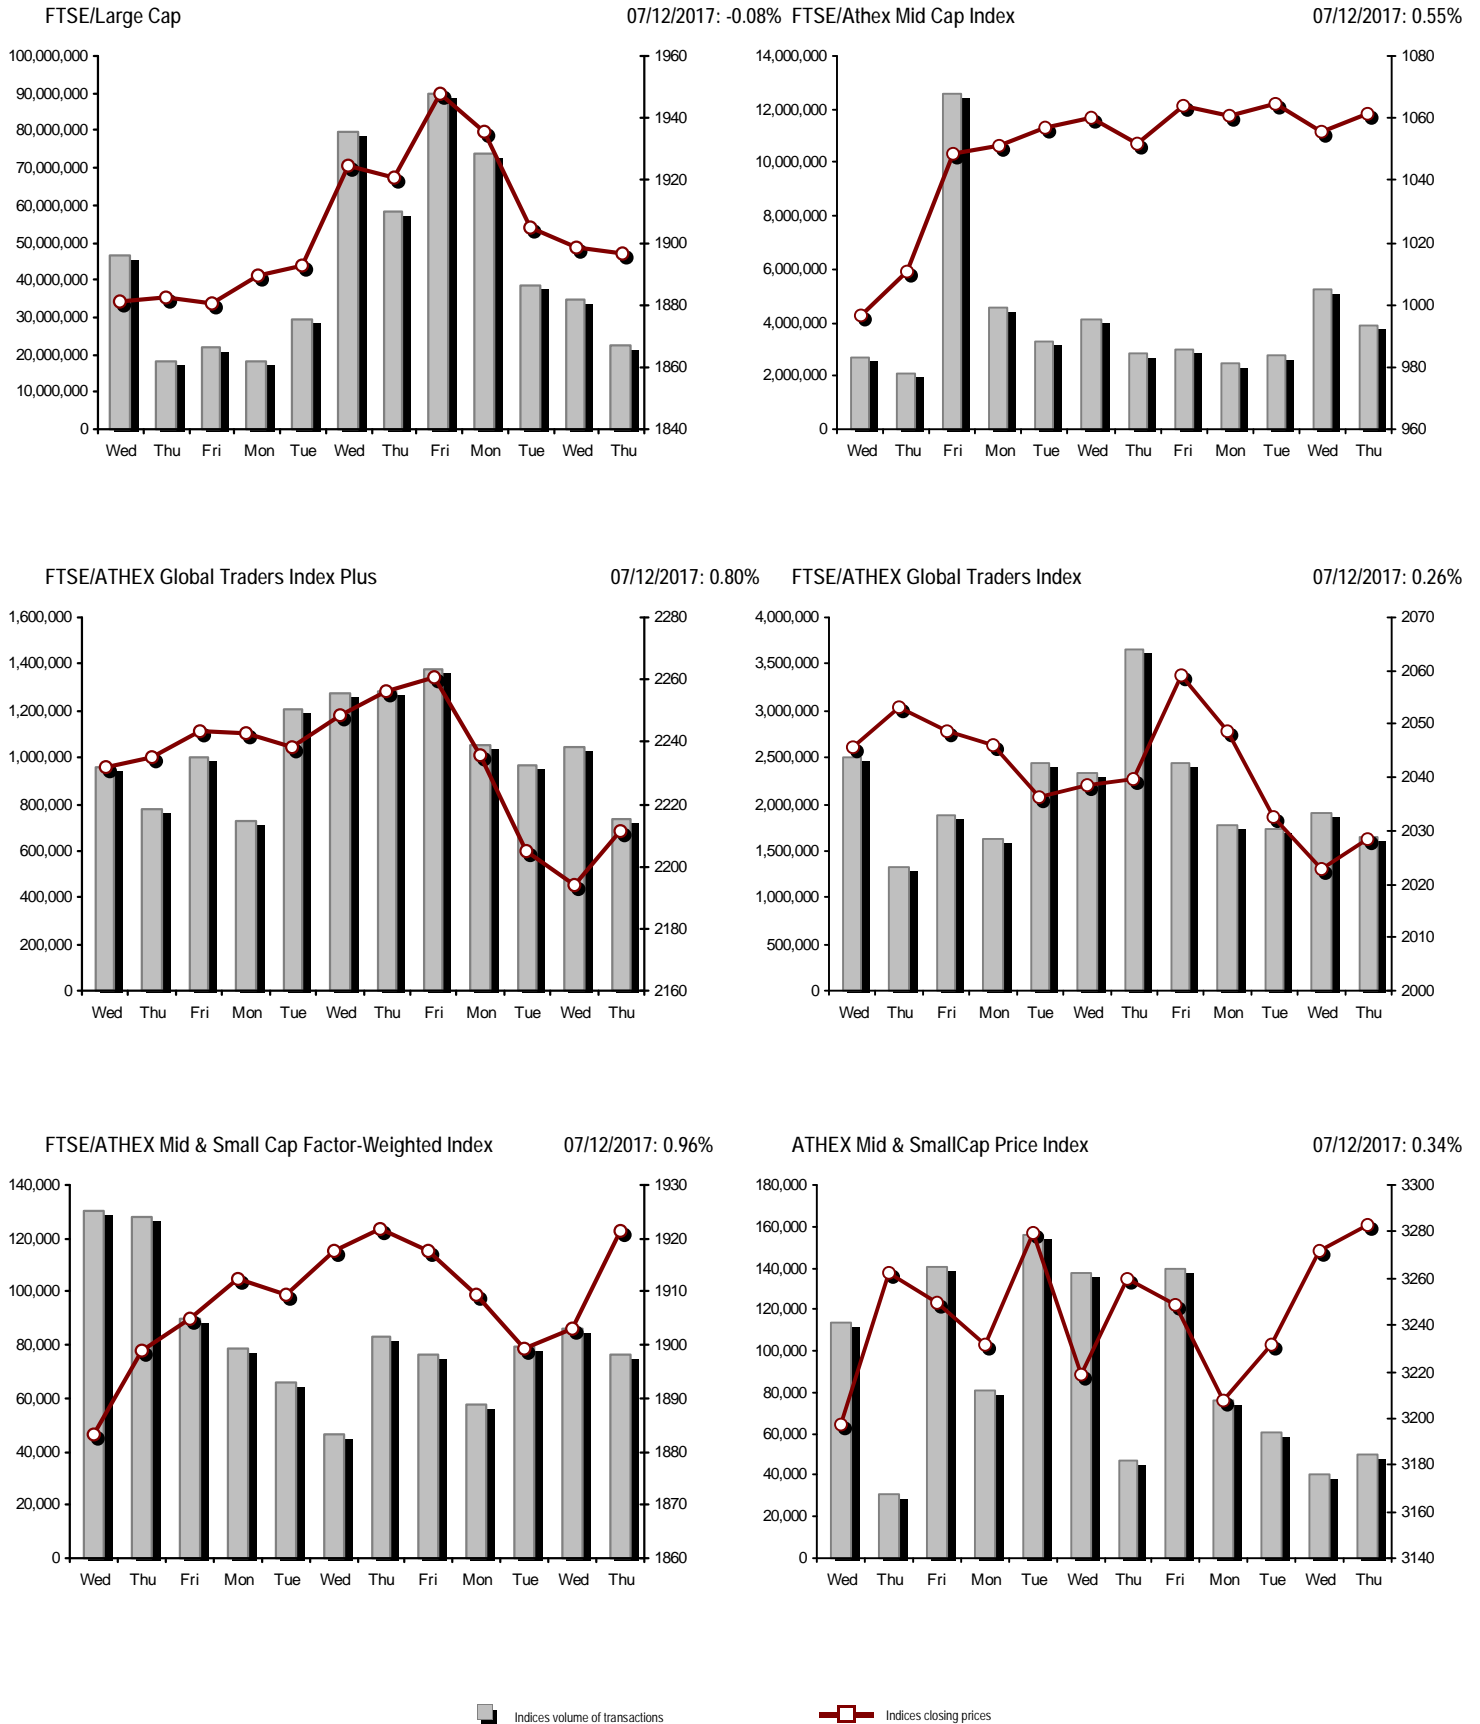 FTSE/Large Cap 07/12/2017: -0.08% FTSE/Athex Mid Cap Index 07/12/2017: 0.55%
100,000,000 1960 14,000,000 1080
90,000,000 1940 12,000,000 1060
80,000,000
70,000,000 1920 10,000,000 1040
60,000,000
50,000,000 1900 8,000,000 1020
40,000,000 6,000,000
30,000,000 1880 4,000,000 1000
20,000,000 1860 2,000,000 980
10,000,000
0 1840 0 960
Wed Thu Fri Mon Tue Wed Thu Fri Mon Tue Wed Thu Wed Thu Fri Mon Tue Wed Thu Fri Mon Tue Wed Thu
FTSE/ATHEX Global Traders Index Plus 07/12/2017: 0.80% FTSE/ATHEX Global Traders Index 07/12/2017: 0.26%
1,600,000 2280 4,000,000 2070
1,400,000 2260 3,500,000 2060
1,200,000 3,000,000 2050
1,000,000 2240 2,500,000 2040
800,000 2220 2,000,000
600,000 2200 1,500,000 2030
400,000 1,000,000 2020
200,000 2180 500,000 2010
0 2160 0 2000
Wed Thu Fri Mon Tue Wed Thu Fri Mon Tue Wed Thu Wed Thu Fri Mon Tue Wed Thu Fri Mon Tue Wed Thu
FTSE/ATHEX Mid & Small Cap Factor-Weighted Index 07/12/2017: 0.96% ATHEX Mid & SmallCap Price Index 07/12/2017: 0.34%
140,000 1930 180,000 3300
120,000 1920 160,000 3280
100,000 1910 140,000 3260
80,000 1900 120,000 3240
60,000 1890 100,000 3220
40,000 1880 80,000 3200
20,000 1870 60,000 3180
40,000 3160
20,000
0 1860 0 3140
Wed Thu Fri Mon Tue Wed Thu Fri Mon Tue Wed Thu Wed Thu Fri Mon Tue Wed Thu Fri Mon Tue Wed Thu
Indices volume of transactions Indices closing prices